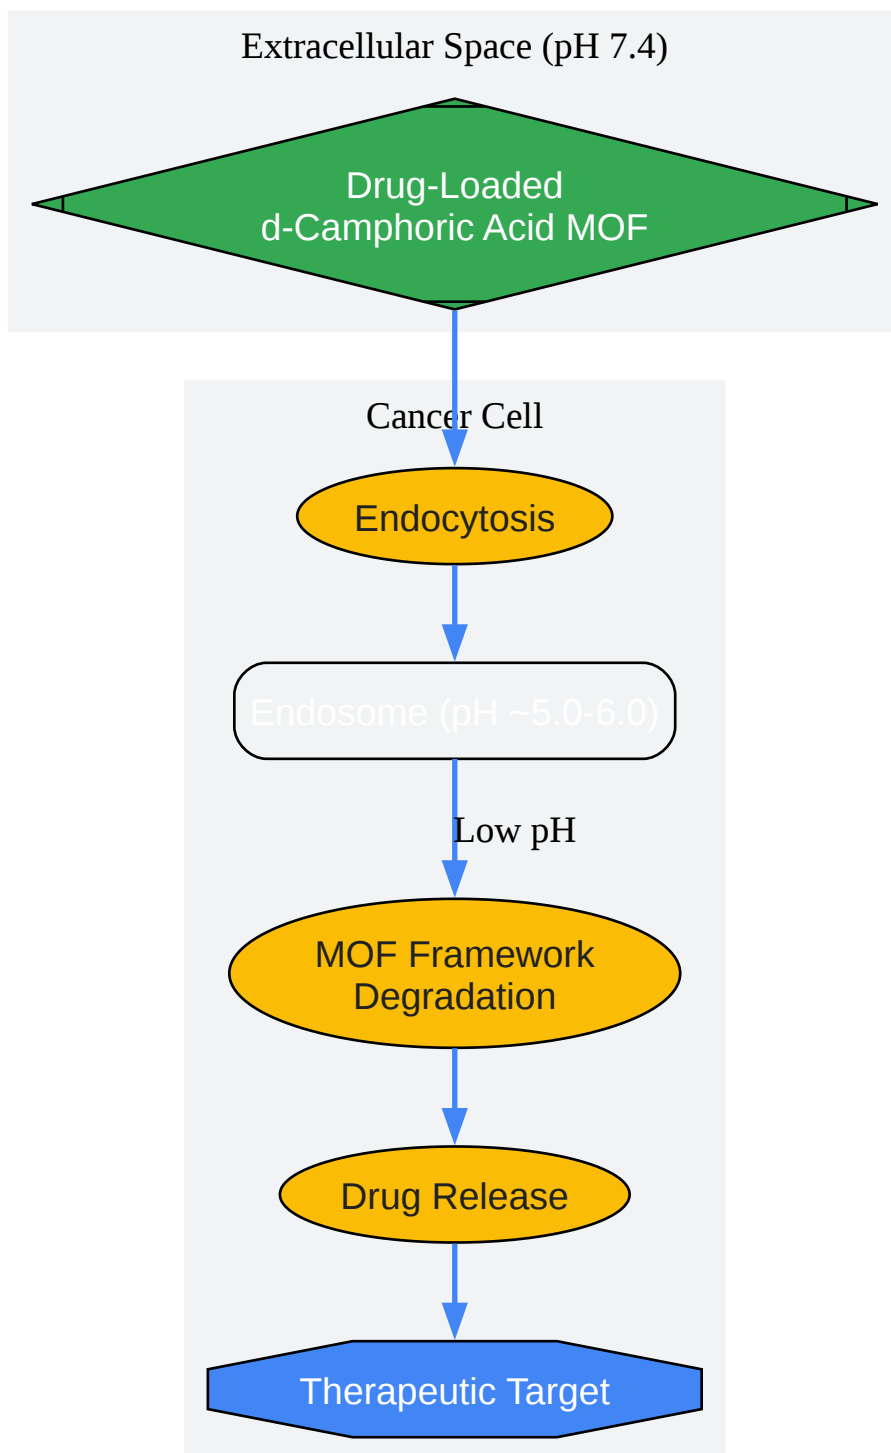 Extracellular Space (pH 7.4)
Drug-Loaded
d-Camphoric Acid MOF
Cancer Cell
Endocytosis
Endosome (pH ~5.0-6.0)
Low pH
MOF Framework
Degradation
Drug Release
Therapeutic Target